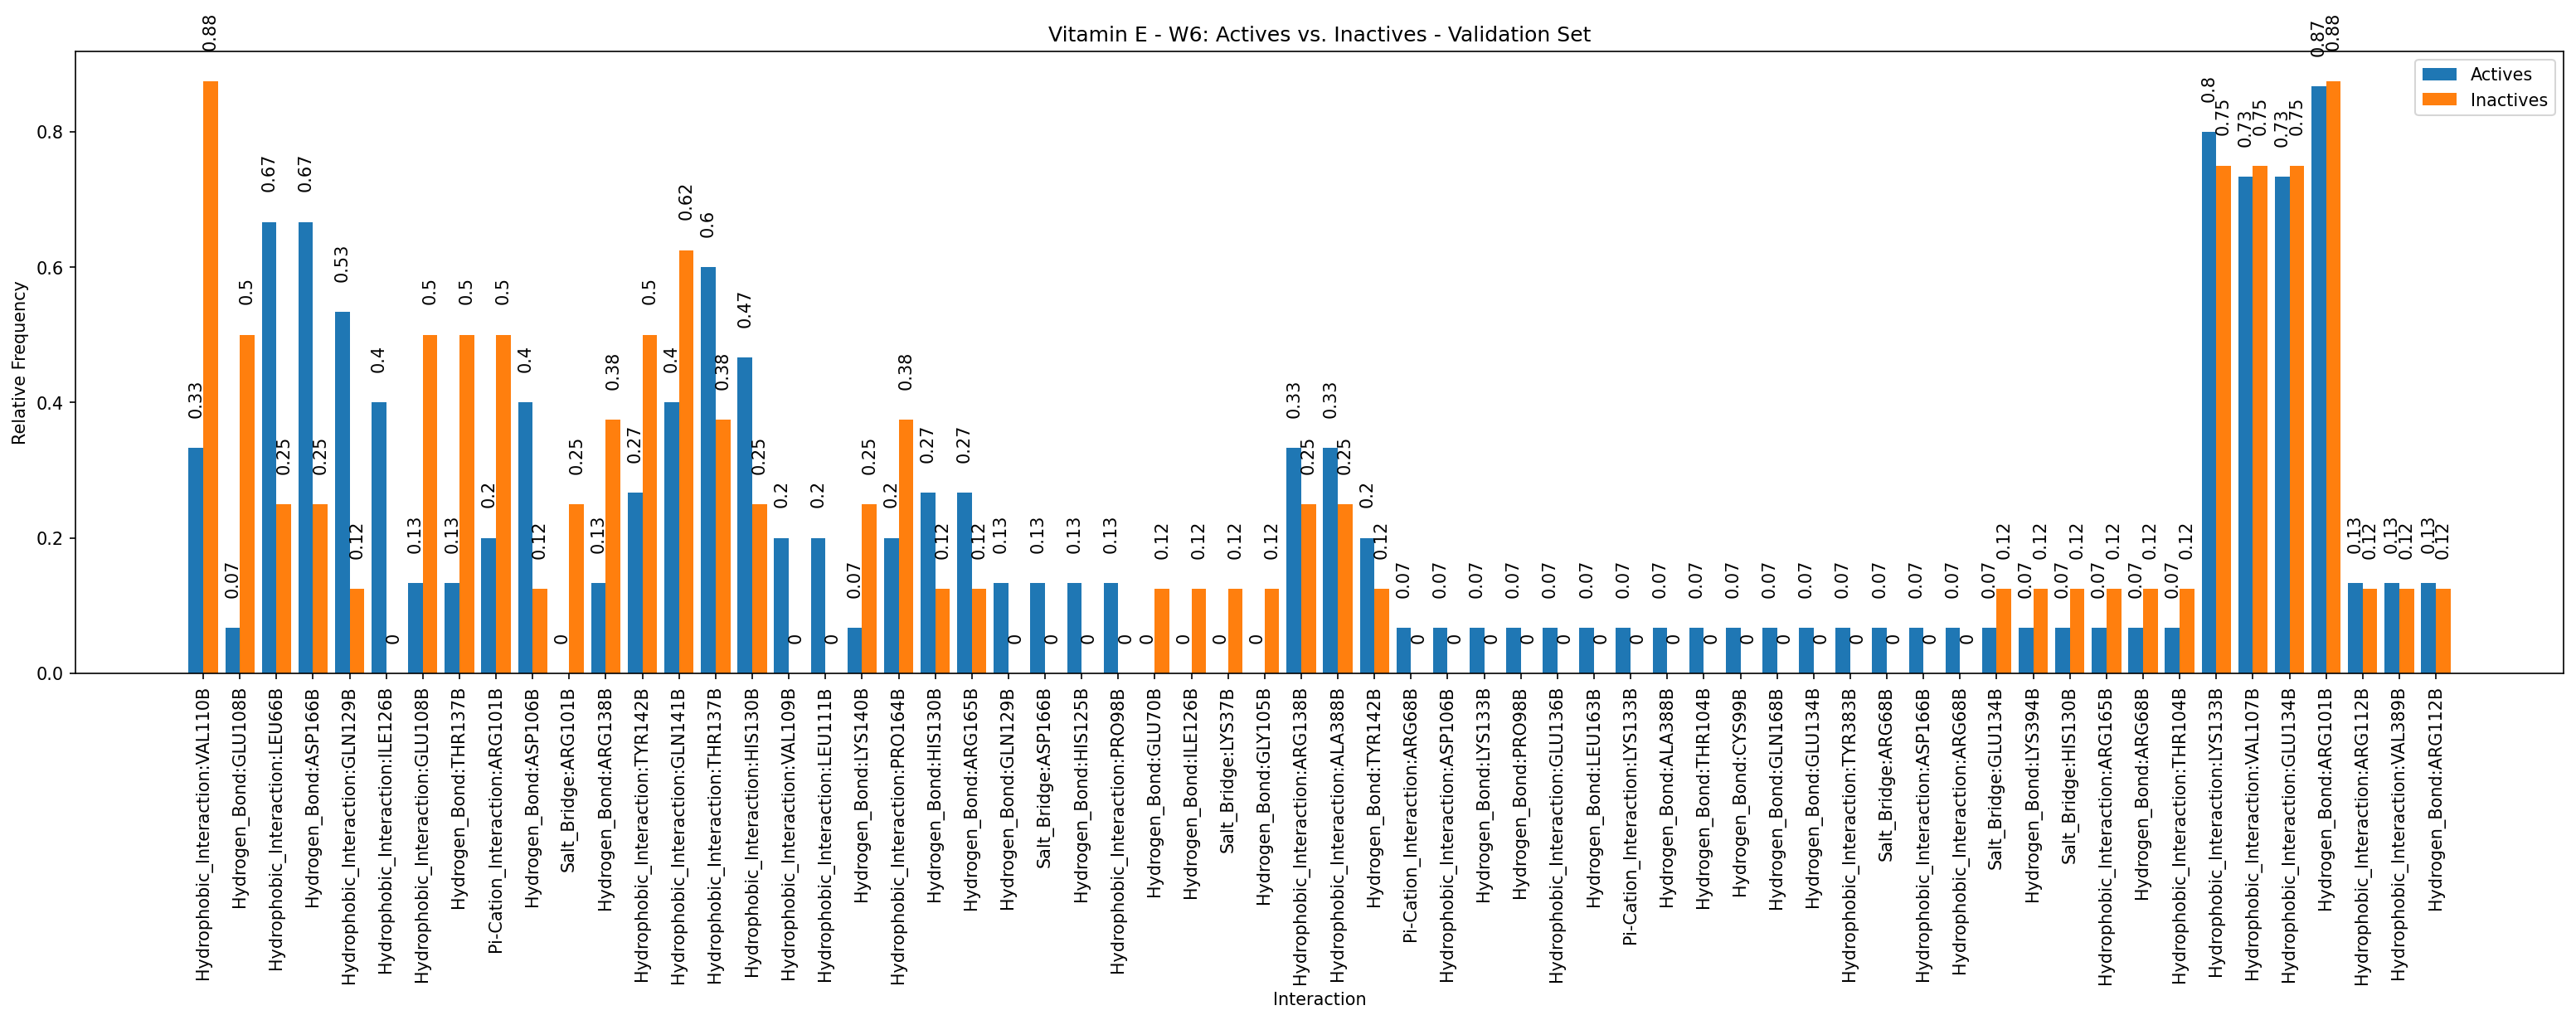 Vitamin E - W6: Actives vs. Inactives - Validation Set
Actives
Inactives
Relative Frequency
0.8
0.6
0.4
0.2
0.0
0.33
0.88
0.07
0.5
0.67
0.25
0.67
0.25
0.53
0.12
0.4
0
0.13
0.5
0.13
0.5
0.2
0.5
0.4
0.12
0
0.25
0.13
0.38
0.27
0.5
0.4
0.62
0.6
0.38
0.47
0.25
0.2
0
0.2
0
0.07
0.25
0.2
0.38
0.27
0.12
0.27
0.12
0.13
0
0.13
0
0.13
0
0.13
0
0
0.12
0
0.12
0
0.12
0
0.12
0.33
0.25
0.33
0.25
0.2
0.12
0.07
0
0.07
0
0.07
0
0.07
0
0.07
0
0.07
0
0.07
0
0.07
0
0.07
0
0.07
0
0.07
0
0.07
0
0.07
0
0.07
0
0.07
0
0.07
0
0.07
0.12
0.07
0.12
0.07
0.12
0.07
0.12
0.07
0.12
0.07
0.12
0.8
0.75
0.73
0.75
0.73
0.75
0.87
0.88
0.13
0.12
0.13
0.12
0.13
0.12
Hydrophobic_Interaction:VAL110B
Hydrogen_Bond:GLU108B
Hydrophobic_Interaction:LEU66B
Hydrogen_Bond:ASP166B
Hydrophobic_Interaction:GLN129B
Hydrophobic_Interaction:ILE126B
Hydrophobic_Interaction:GLU108B
Hydrogen_Bond:THR137B
Pi-Cation_Interaction:ARG101B
Hydrogen_Bond:ASP106B
Salt_Bridge:ARG101B
Hydrogen_Bond:ARG138B
Hydrophobic_Interaction:TYR142B
Hydrophobic_Interaction:GLN141B
Hydrophobic_Interaction:THR137B
Hydrophobic_Interaction:HIS130B
Hydrophobic_Interaction:VAL109B
Hydrophobic_Interaction:LEU111B
Hydrogen_Bond:LYS140B
Hydrophobic_Interaction:PRO164B
Hydrogen_Bond:HIS130B
Hydrogen_Bond:ARG165B
Hydrogen_Bond:GLN129B
Salt_Bridge:ASP166B
Hydrogen_Bond:HIS125B
Hydrophobic_Interaction:PRO98B
Hydrogen_Bond:GLU70B
Hydrogen_Bond:ILE126B
Salt_Bridge:LYS37B
Hydrogen_Bond:GLY105B
Hydrophobic_Interaction:ARG138B
Hydrophobic_Interaction:ALA388B
Hydrogen_Bond:TYR142B
Pi-Cation_Interaction:ARG68B
Hydrophobic_Interaction:ASP106B
Hydrogen_Bond:LYS133B
Hydrogen_Bond:PRO98B
Hydrophobic_Interaction:GLU136B
Hydrogen_Bond:LEU163B
Pi-Cation_Interaction:LYS133B
Hydrogen_Bond:ALA388B
Hydrogen_Bond:THR104B
Hydrogen_Bond:CYS99B
Hydrogen_Bond:GLN168B
Hydrogen_Bond:GLU134B
Hydrophobic_Interaction:TYR383B
Salt_Bridge:ARG68B
Hydrophobic_Interaction:ASP166B
Hydrophobic_Interaction:ARG68B
Salt_Bridge:GLU134B
Hydrogen_Bond:LYS394B
Salt_Bridge:HIS130B
Hydrophobic_Interaction:ARG165B
Hydrogen_Bond:ARG68B
Hydrophobic_Interaction:THR104B
Hydrophobic_Interaction:LYS133B
Hydrophobic_Interaction:VAL107B
Hydrophobic_Interaction:GLU134B
Hydrogen_Bond:ARG101B
Hydrophobic_Interaction:ARG112B
Hydrophobic_Interaction:VAL389B
Hydrogen_Bond:ARG112B
Interaction